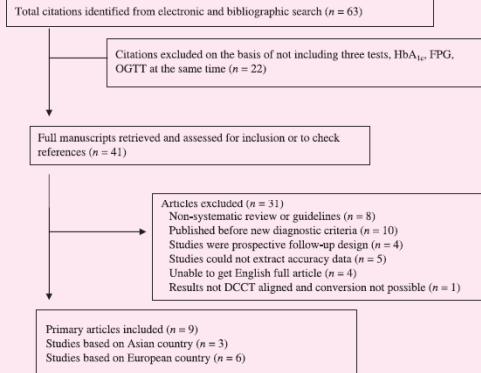 Total citations identified from electronic and bibliographic search (n = 63)
Citations excluded on the basis of not including three tests, HbA1c, FPG,
OGTT at the same time (n = 22)
Full manuscripts retrieved and assessed for inclusion or to check
references (n = 41)
Articles excluded (n = 31)
Non-systematic review or guidelines (n = 8)
Published before new diagnostic criteria (n = 10)
Studies were prospective follow-up design (n = 4)
Studies could not extract accuracy data (n = 5)
Unable to get English full article (n = 4)
Results not DCCT aligned and conversion not possible (n = 1)
Primary articles included (n = 9)
Studies based on Asian country (n = 3)
Studies based on European country (n = 6)